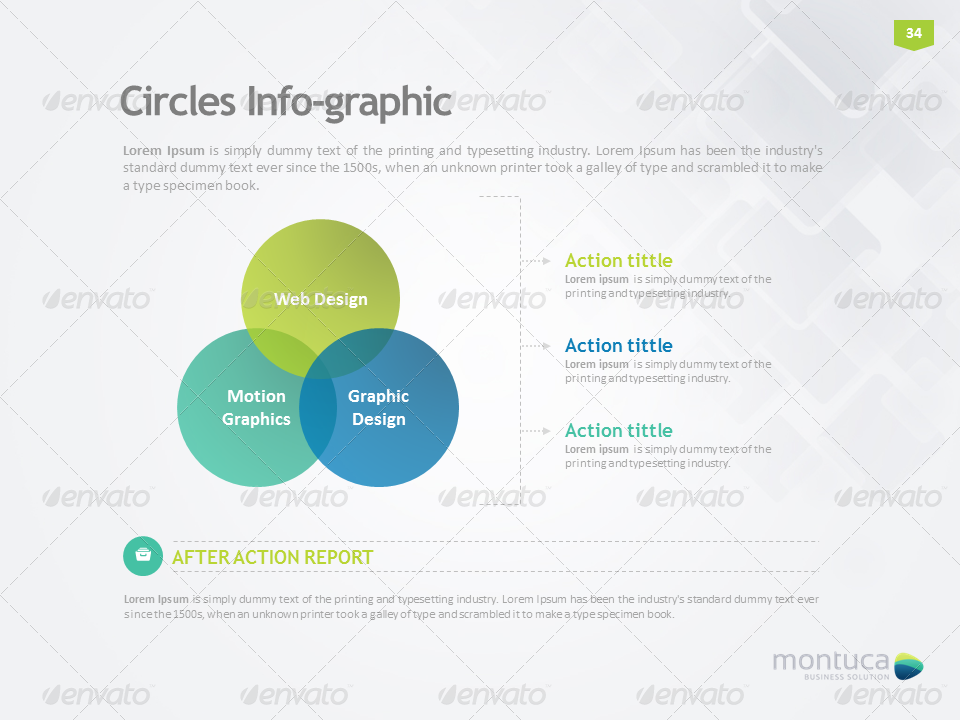 34
Circles Info-graphic
Lorem Ipsum is simply dummy text of the printing and typesetting industry. Lorem Ipsum has been the industry's
standard dummy text ever since the 1500s, when an unknown printer took a galley of type and scrambled it to make
a type specimen book.
Web Design
Motion
Graphics
Graphic
Design
Action tittle
Lorem ipsum is simply dummy text of the
printing and typesetting industry.
Action tittle
Lorem ipsum is simply dummy text of the
printing and typesetting industry.
Action tittle
Lorem ipsum is simply dummy text of the
printing and typesetting industry.
AFTER ACTION REPORT
Lorem Ipsum is simply dummy text of the printing and typesetting industry. Lorem Ipsum has been the industry's standard dummy text ever
since the 1500s, when an unknown printer took a galley of type and scrambled it to make a type specimen book.
montuca
BUSINESS SOLUTION
envato envato envato envato envato
envato envato envato envato envato
envato envato envato envato envato
envato envato envato envato envato